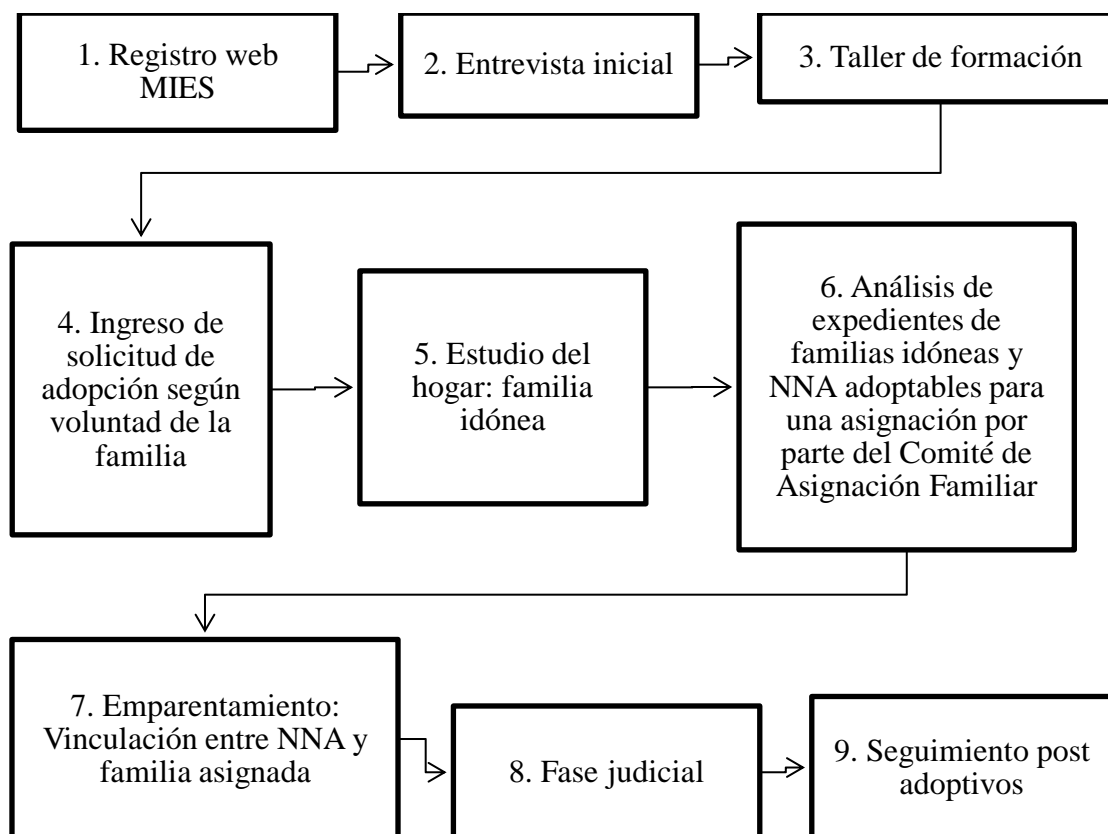 1. Registro web
MIES
2. Entrevista inicial
3. Taller de formación
4. Ingreso de
solicitud de
adopción según
voluntad de la
familia
5. Estudio del
hogar: familia
idónea
6. Análisis de
expedientes de
familias idóneas y
NNA adoptables para
una asignación por
parte del Comité de
Asignación Familiar
7. Emparentamiento:
Vinculación entre NNA y
familia asignada
8. Fase judicial
9. Seguimiento post
adoptivos